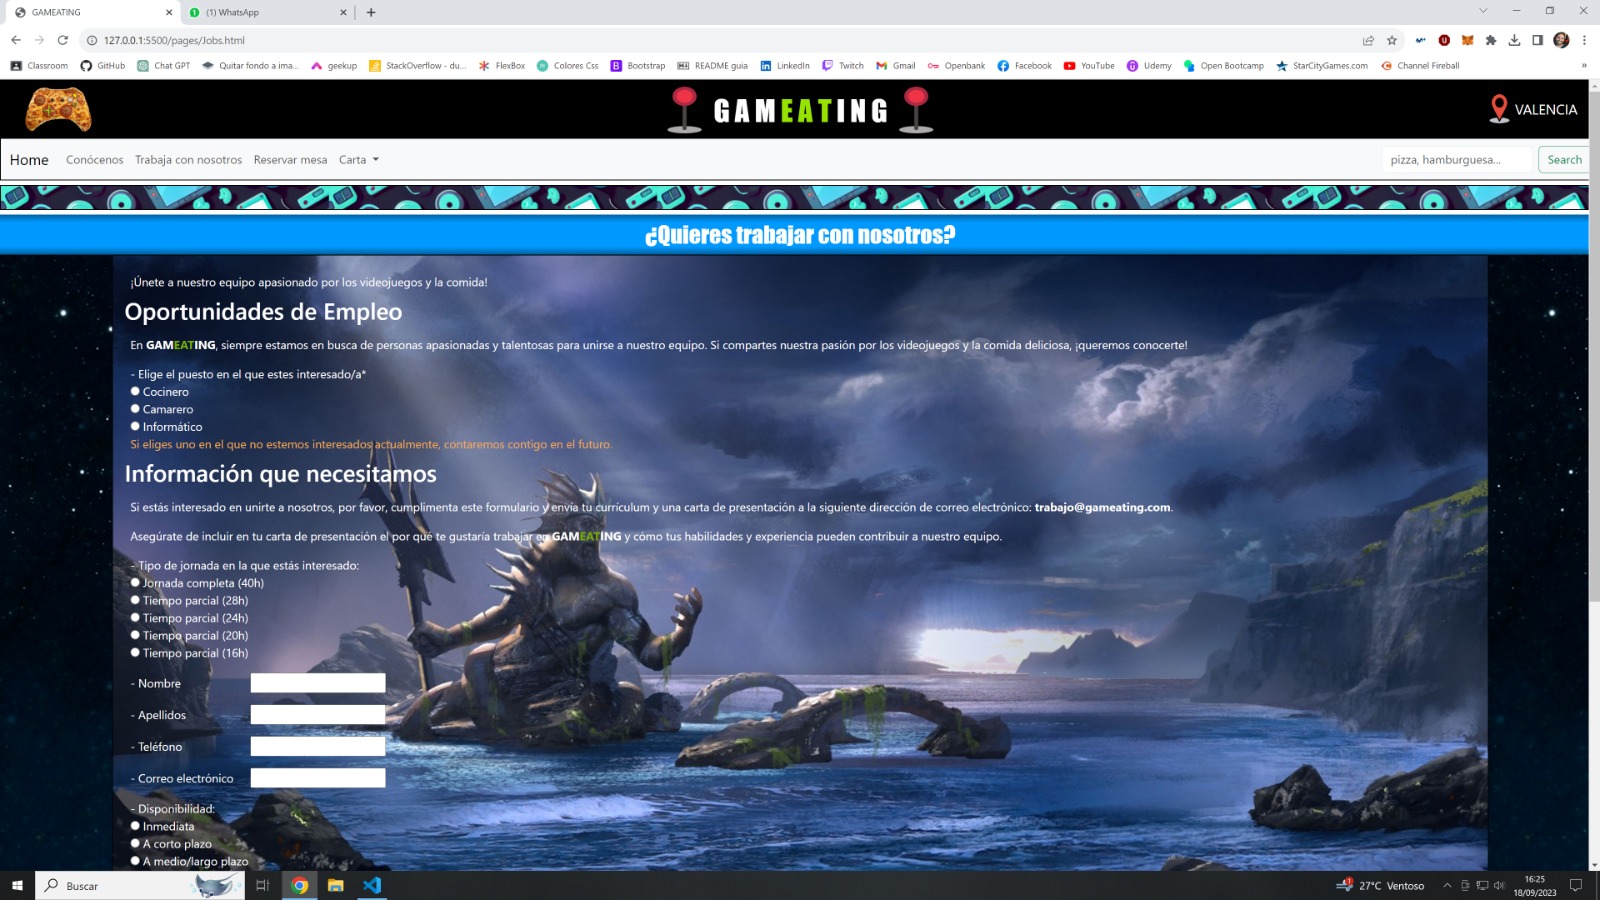 GAMEATING
(1) WhatsApp
127.0.0.1:5500/pages/Jobs.html
Classroom GitHub Chat GPT Quitar fondo a ima... geekup StackOverflow - du... FlexBox Colores Css Bootstrap README guia LinkedIn Twitch Gmail Openbank Facebook YouTube Udemy Open Bootcamp StarCityGames.com Channel Fireball »
GAMEATING
VALENCIA
Home Conócenos Trabaja con nosotros Reservar mesa Carta pizza, hamburguesa... Search
¿Quieres trabajar con nosotros?
¡Únete a nuestro equipo apasionado por los videojuegos y la comida!
Oportunidades de Empleo
En GAMEATING, siempre estamos en busca de personas apasionadas y talentosas para unirse a nuestro equipo. Si compartes nuestra pasión por los videojuegos y la comida deliciosa, ¡queremos conocerte!
- Elige el puesto en el que estes interesado/a*
Cocinero
Camarero
Informático
Si eliges uno en el que no estemos interesados actualmente, contaremos contigo en el futuro.
Información que necesitamos
Si estás interesado en unirte a nosotros, por favor, cumplimenta este formulario y envía tu currículum y una carta de presentación a la siguiente dirección de correo electrónico: trabajo@gameating.com.
Asegúrate de incluir en tu carta de presentación el por qué te gustaría trabajar en GAMEATING y cómo tus habilidades y experiencia pueden contribuir a nuestro equipo.
- Tipo de jornada en la que estás interesado:
Jornada completa (40h)
Tiempo parcial (28h)
Tiempo parcial (24h)
Tiempo parcial (20h)
Tiempo parcial (16h)
- Nombre
- Apellidos
- Teléfono
- Correo electrónico
- Disponibilidad:
Inmediata
A corto plazo
A medio/largo plazo
Buscar
27°C Ventoso
16:25
18/09/2023